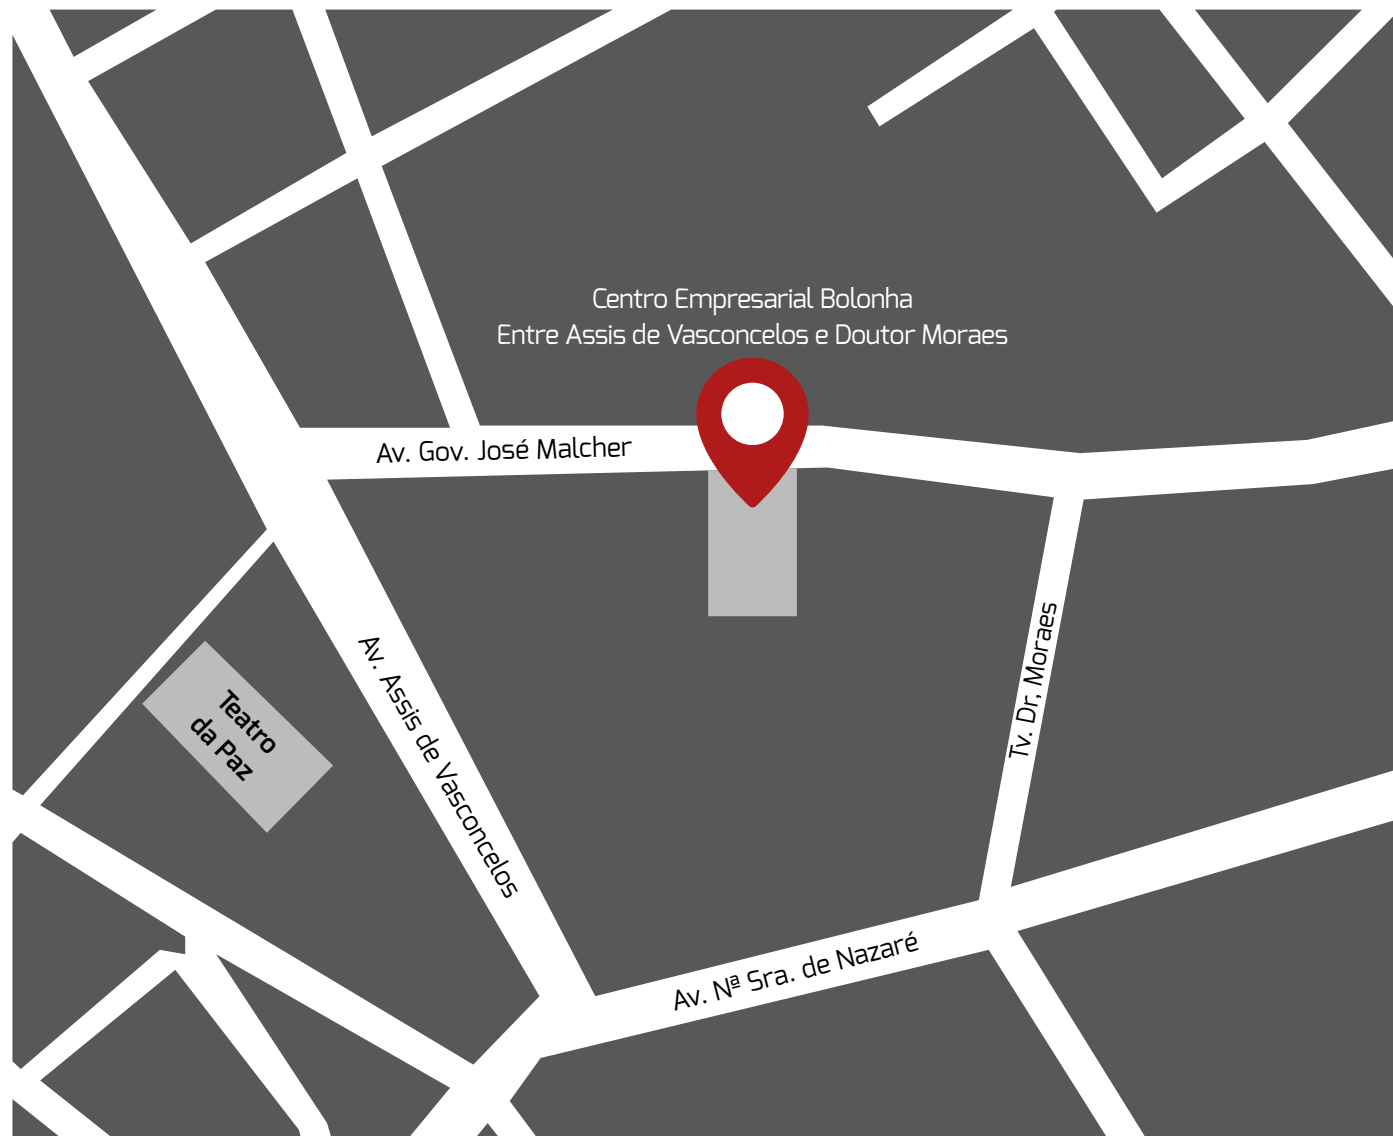 Centro Empresarial Bolonha
Entre Assis de Vasconcelos e Doutor Moraes
Av. Gov. José Malcher
Av. Assis de Vasconcelos
Tv. Dr, Moraes
Teatro
da Paz
Av. Nª Sra. de Nazaré